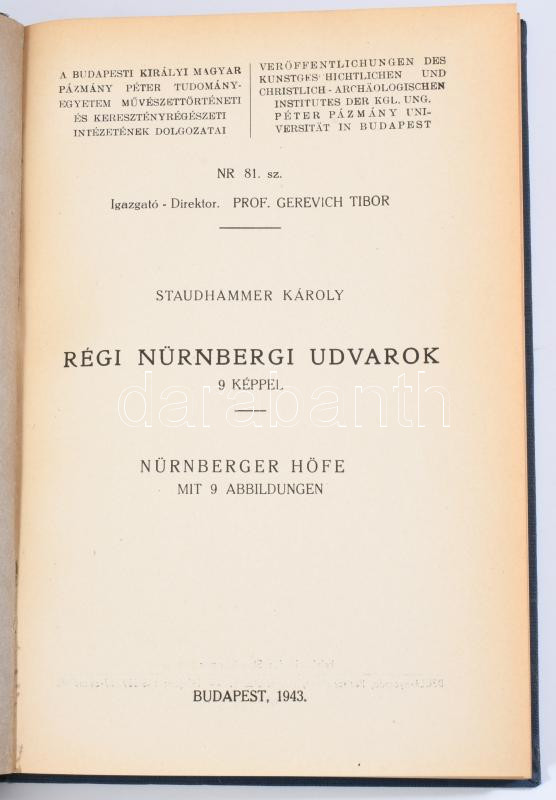 A BUDAPESTI KIRÁLYI MAGYAR
PÁZMÁNY PÉTER TUDOMÁNY-
EGYETEM MŰVÉSZETTÖRTÉNETI
ÉS KERESZTÉNYRÉGÉSZETI
INTÉZETÉNEK DOLGOZATAI
VERÖFFENTLICHUNGEN DES
KUNSTGES HICHTLICHEN UND
CHRISTLICH-ARCHÄOLOGISCHEN
INSTITUTES DER KGL. UNG.
PÉTER PÁZMÁNY UNI-
VERSITÄT IN BUDAPEST
NR 81. sz.
Igazgató - Direktor. PROF. GEREVICH TIBOR
STAUDHAMMER KÁROLY
RÉGI NÜRNBERGI UDVAROK
9 KÉPPEL
darabanth
NÜRNBERGER HÖFE
MIT 9 ABBILDUNGEN
BUDAPEST, 1943.